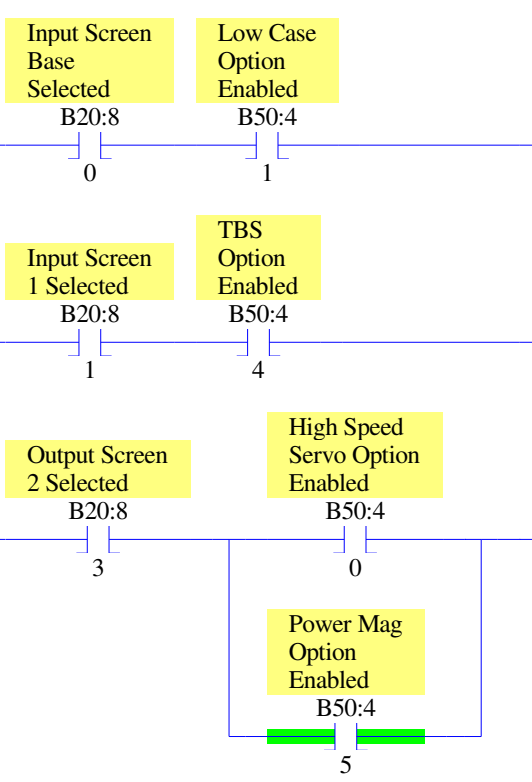 Input Screen
Base
Selected
B20:8
0
Low Case
Option
Enabled
B50:4
1
Input Screen
1 Selected
B20:8
1
TBS
Option
Enabled
B50:4
4
Output Screen
2 Selected
B20:8
3
High Speed
Servo Option
Enabled
B50:4
0
Power Mag
Option
Enabled
B50:4
5